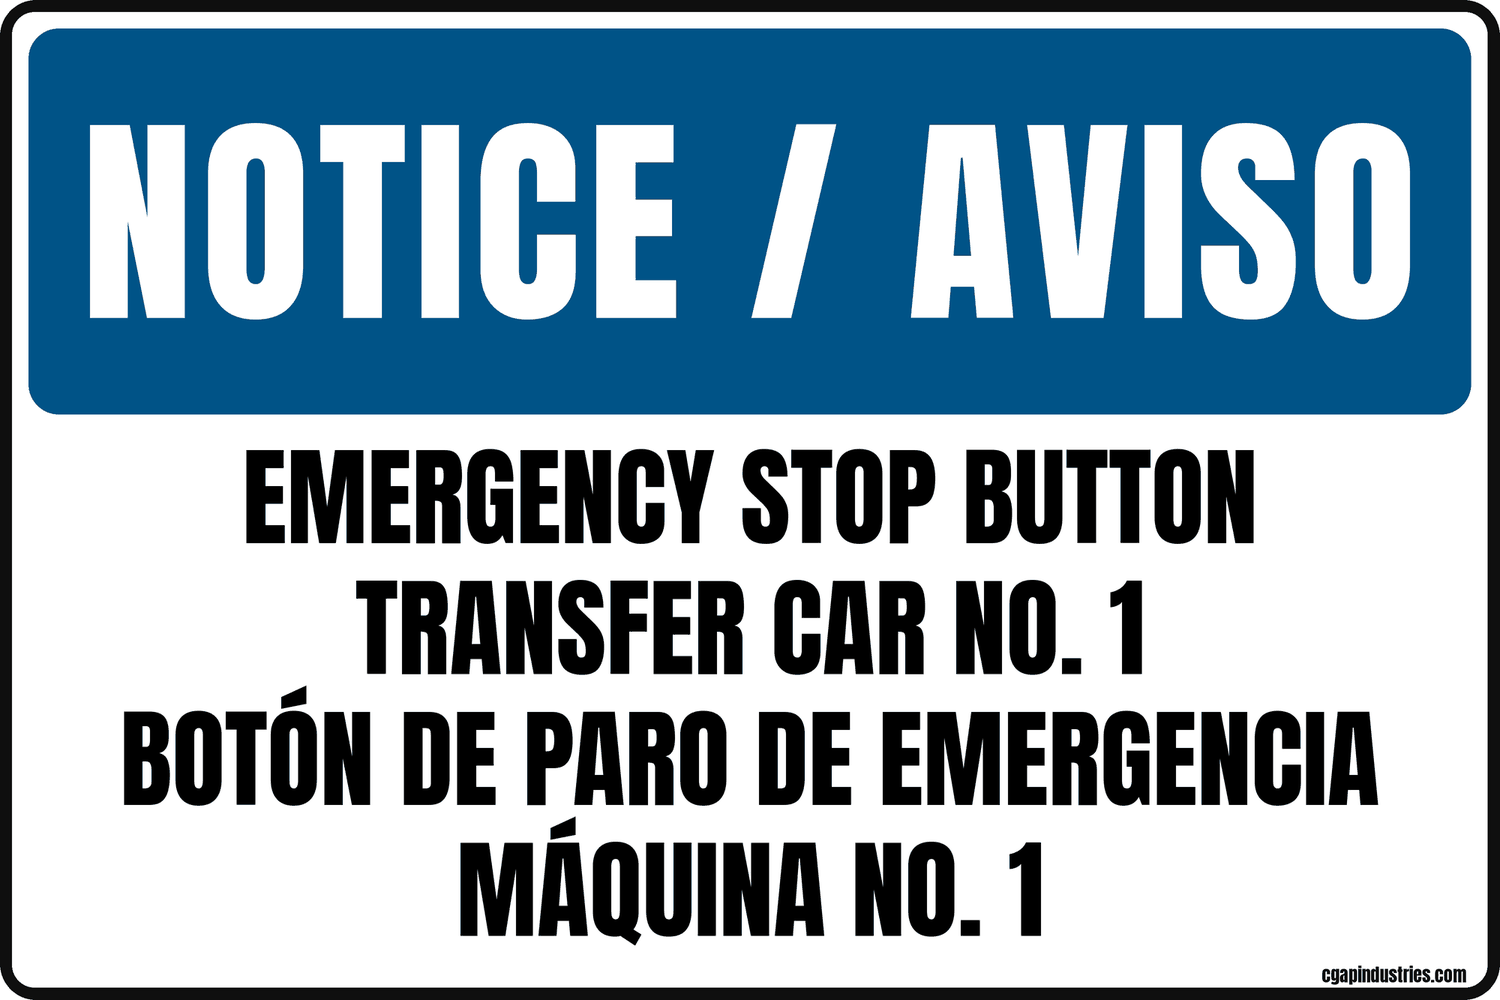 NOTICE / AVISO
EMERGENCY STOP BUTTON
TRANSFER CAR NO. 1
BOTÓN DE PARO DE EMERGENCIA
MÁQUINA NO. 1
cgapindustries.com